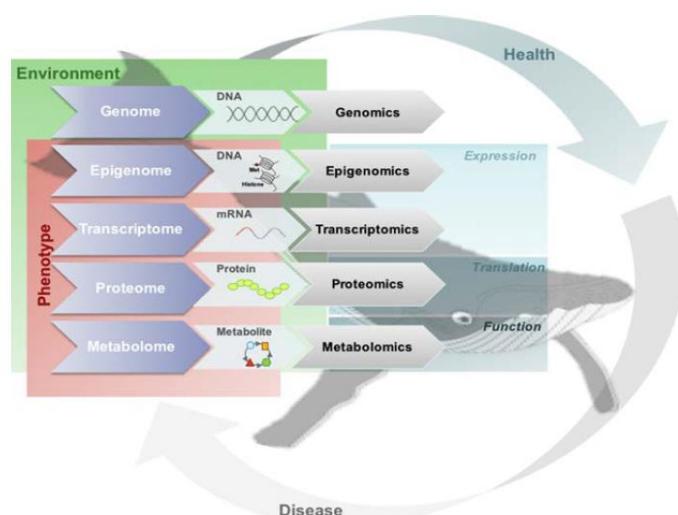 Health
Environment
Genome
DNA
Genomics
Epigenome
DNA
Met
Histone
Epigenomics
Expression
Transcriptome
mRNA
Transcriptomics
Phenotype
Proteome
Protein
Proteomics
Translation
Metabolome
Metabolite
Metabolomics
Function
Disease